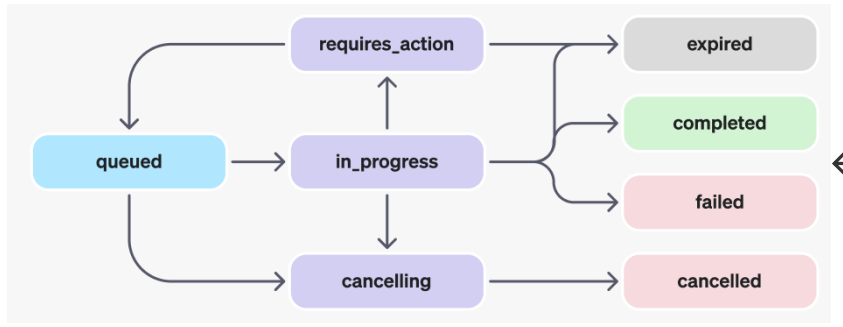 requires_action
expired
completed
queued
in_progress
failed
cancelling
cancelled